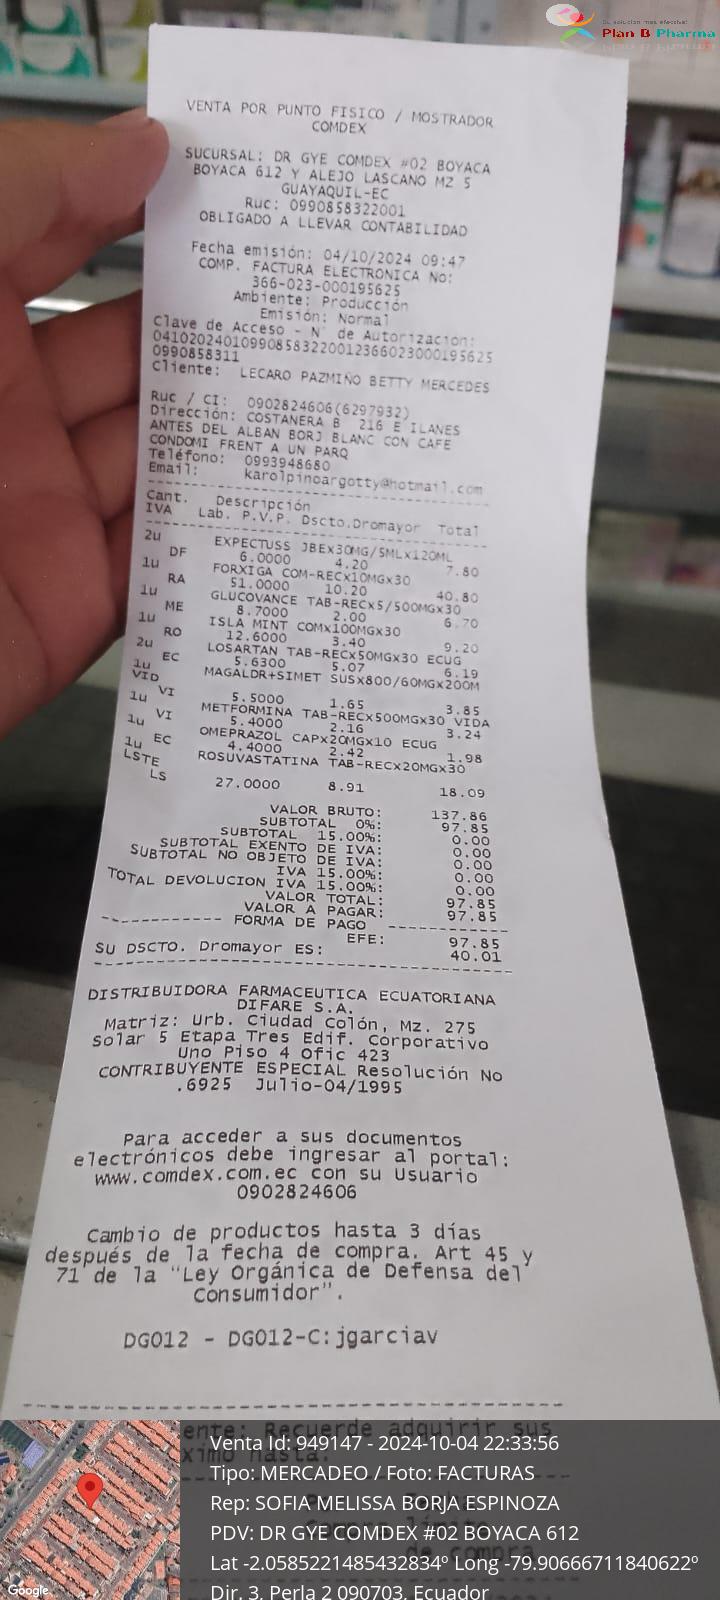 Su solución más efectiva!
Plan B Pharma
VENTA POR PUNTO FISICO / MOSTRADOR
COMDEX
SUCURSAL: DR GYE COMDEX #02 BOYACA
BOYACA 612 Y ALEJO LASCANO MZ 5
GUAYAQUIL-EC
Ruc: 0990858322001
OBLIGADO A LLEVAR CONTABILIDAD
Fecha emisión: 04/10/2024 09:47
COMP. FACTURA ELECTRONICA No:
366-023-000195625
Ambiente: Producción
Emisión: Normal
Clave de Acceso - N° de Autorizacion:
0410202401099085832200123660230001956​25
0990858311
Cliente: LECARO PAZMIÑO BETTY MERCEDES
Ruc / CI: 0902824606(6297932)
Dirección: COSTANERA B 216 E ILANES
ANTES DEL ALBAN BORJ BLANC CON CAFE
CONDOMI FRENT A UN PARQ
Teléfono: 0993948680
Email: karolpinoargotty@hotmail.com
Cant. Descripción
IVA Lab. P.V.P. Dscto.Dromayor Total
2u EXPECTUSS JBEx30MG/5MLx120ML
DF 6.0000 4.20 7.80
1u FORXIGA COM-RECx10MGx30
RA 51.0000 10.20 40.80
1u GLUCOVANCE TAB-RECx5/500MGx30
ME 8.7000 2.00 6.70
1u ISLA MINT COMx100MGx30
RO 12.6000 3.40 9.20
2u LOSARTAN TAB-RECx50MGx30 ECUG
EC 5.6300 5.07 6.19
1u MAGALDR+SIMET SUSx800/60MGx200M
VID
VI 5.5000 1.65 3.85
1u METFORMINA TAB-RECx500MGx30 VIDA
VI 5.4000 2.16 3.24
1u OMEPRAZOL CAPx20MGx10 ECUG
EC 4.4000 2.42 1.98
1u ROSUVASTATINA TAB-RECx20MGx30
LSTE
LS 27.0000 8.91 18.09
VALOR BRUTO: 137.86
SUBTOTAL 0%: 97.85
SUBTOTAL 15.00%: 0.00
SUBTOTAL EXENTO DE IVA: 0.00
SUBTOTAL NO OBJETO DE IVA: 0.00
IVA 15.00%: 0.00
TOTAL DEVOLUCION IVA 15.00%: 0.00
VALOR TOTAL: 97.85
VALOR A PAGAR: 97.85
------------ FORMA DE PAGO ------------
EFE: 97.85
SU DSCTO. Dromayor ES: 40.01
DISTRIBUIDORA FARMACEUTICA ECUATORIANA
DIFARE S.A.
Matriz: Urb. Ciudad Colón, Mz. 275
Solar 5 Etapa Tres Edif. Corporativo
Uno Piso 4 Ofic 423
CONTRIBUYENTE ESPECIAL Resolución No
.6925 Julio-04/1995
Para acceder a sus documentos
electrónicos debe ingresar al portal:
www.comdex.com.ec con su Usuario
0902824606
Cambio de productos hasta 3 días
después de la fecha de compra. Art 45 y
71 de la "Ley Orgánica de Defensa del
Consumidor".
DG012 - DG012-C:jgarciav
ente: Recuerde adquirir sus
ximo hasta:
Venta Id: 949147 - 2024-10-04 22:33:56
Tipo: MERCADEO / Foto: FACTURAS
Rep: SOFIA MELISSA BORJA ESPINOZA
PDV: DR GYE COMDEX #02 BOYACA 612
Lat -2.0585221485432834º Long -79.90666711840622º
Dir. 3, Perla 2 090703, Ecuador
Google